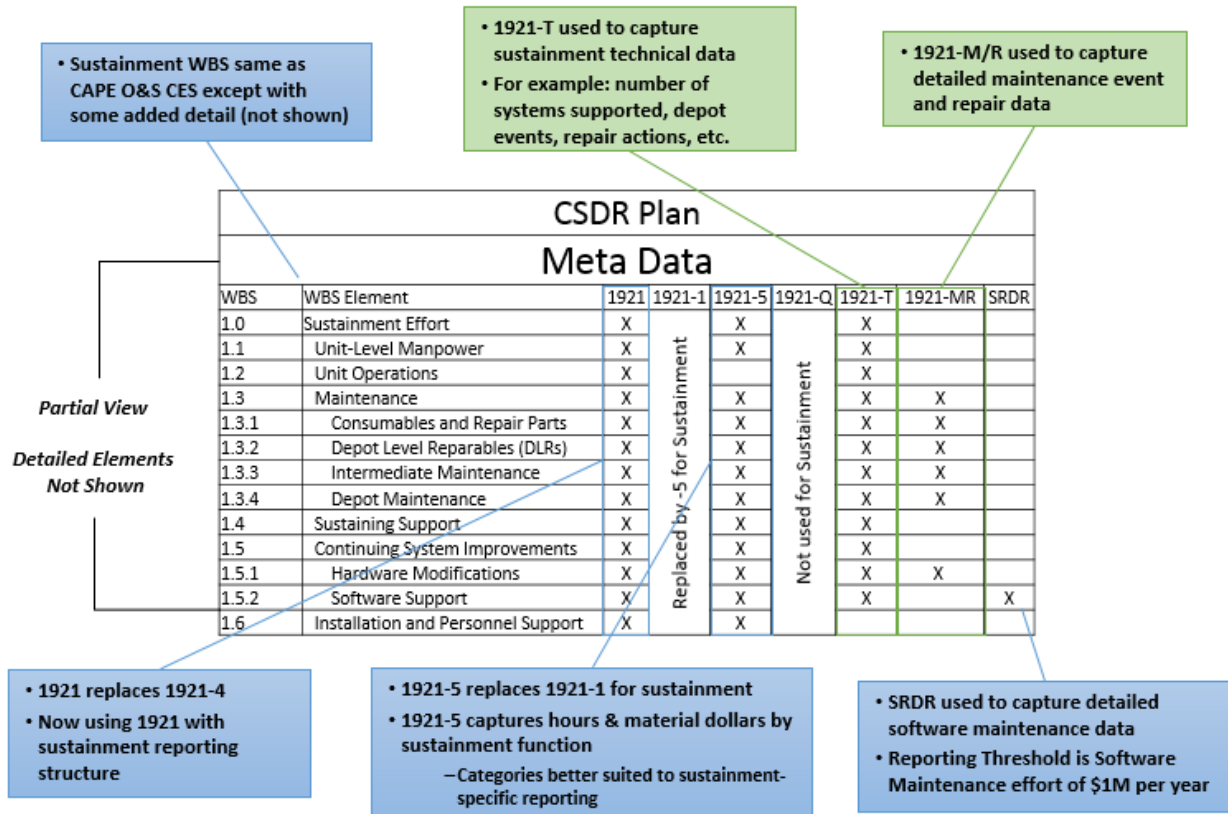 • Sustainment WBS same as
CAPE O&S CES except with
some added detail (not shown)
• 1921-T used to capture
sustainment technical data
• For example: number of
systems supported, depot
events, repair actions, etc.
• 1921-M/R used to capture
detailed maintenance event
and repair data
CSDR Plan
Meta Data
WBS WBS Element 1921 1921-1 1921-5 1921-Q 1921-T 1921-MR SRDR
1.0 Sustainment Effort X X X
1.1 Unit-Level Manpower X X X
1.2 Unit Operations X X
1.3 Maintenance X X X X
1.3.1 Consumables and Repair Parts X X X X
1.3.2 Depot Level Reparables (DLRs) X X X X
1.3.3 Intermediate Maintenance X X X X
1.3.4 Depot Maintenance X X X X
1.4 Sustaining Support X X X
1.5 Continuing System Improvements X X X
1.5.1 Hardware Modifications X X X X
1.5.2 Software Support X X X X
1.6 Installation and Personnel Support X X
Replaced by -5 for Sustainment
Not used for Sustainment
Partial View
Detailed Elements
Not Shown
• 1921 replaces 1921-4
• Now using 1921 with
sustainment reporting
structure
• 1921-5 replaces 1921-1 for sustainment
• 1921-5 captures hours & material dollars by
sustainment function
–Categories better suited to sustainment-
specific reporting
• SRDR used to capture detailed
software maintenance data
• Reporting Threshold is Software
Maintenance effort of $1M per year